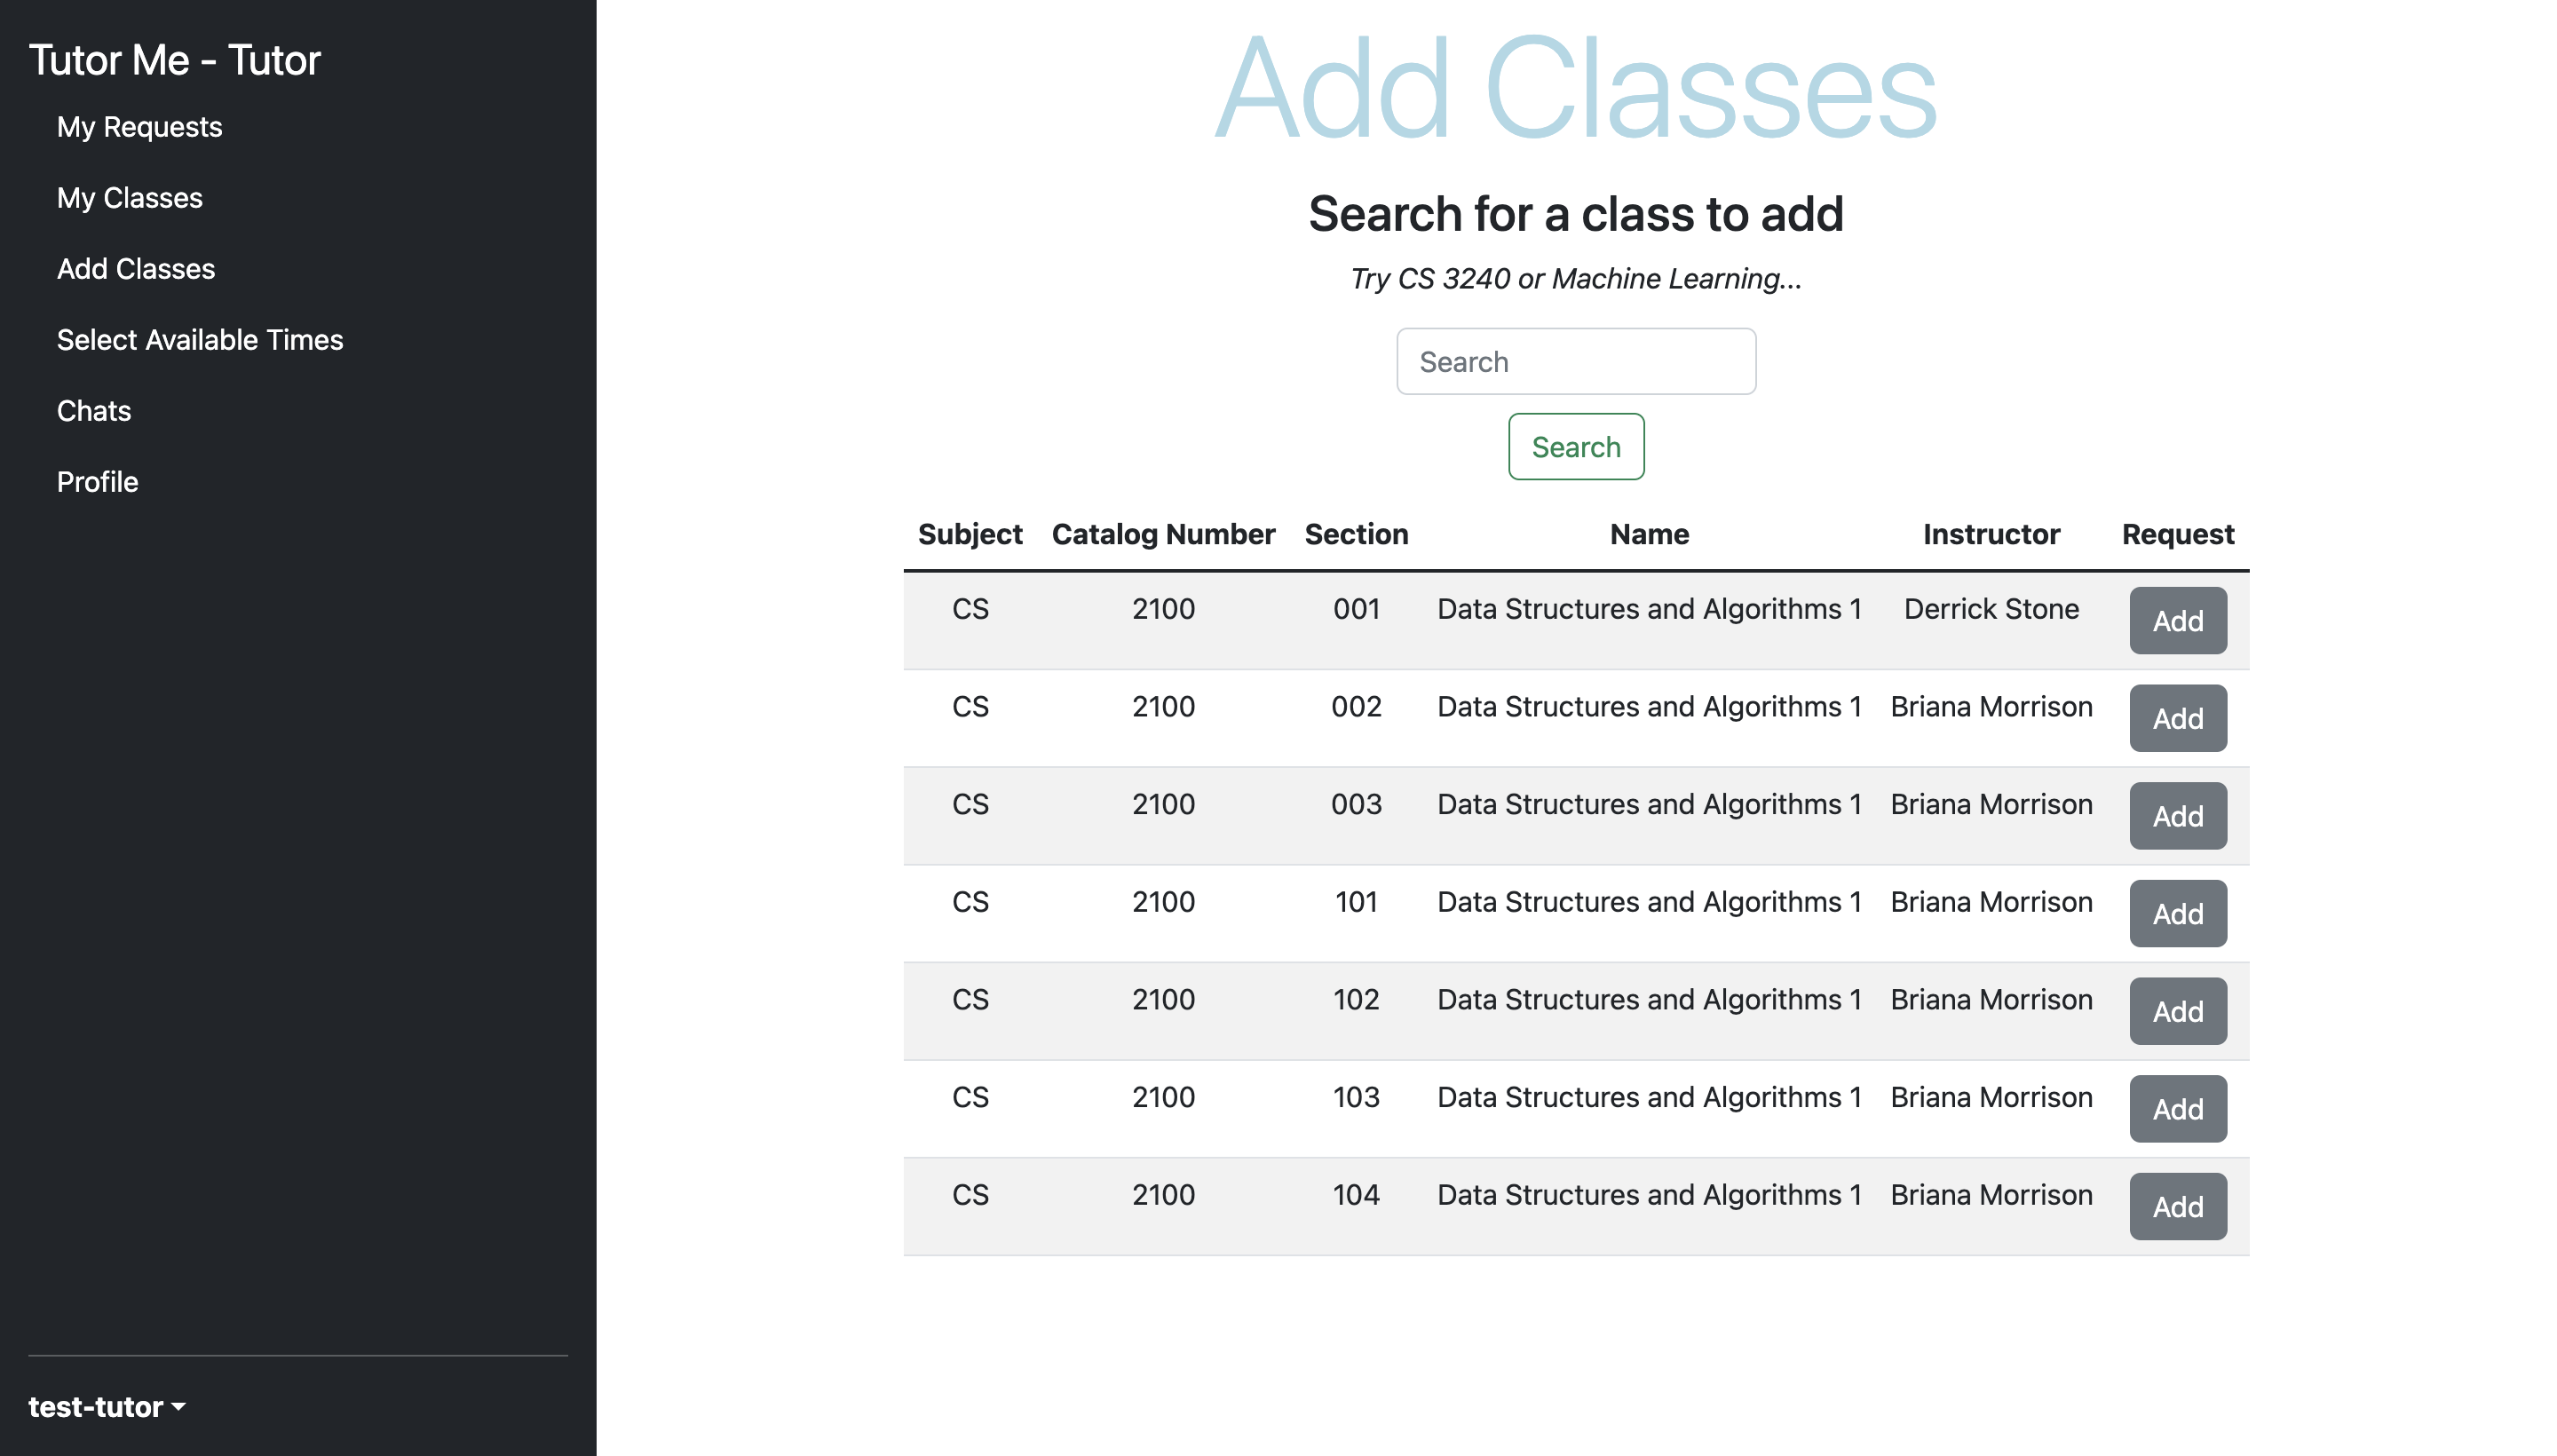 Tutor Me - Tutor
My Requests
My Classes
Add Classes
Select Available Times
Chats
Profile
test-tutor
Add Classes
Search for a class to add
Try CS 3240 or Machine Learning...
Search
Search
Subject Catalog Number Section Name Instructor Request
CS 2100 001 Data Structures and Algorithms 1 Derrick Stone Add
CS 2100 002 Data Structures and Algorithms 1 Briana Morrison Add
CS 2100 003 Data Structures and Algorithms 1 Briana Morrison Add
CS 2100 101 Data Structures and Algorithms 1 Briana Morrison Add
CS 2100 102 Data Structures and Algorithms 1 Briana Morrison Add
CS 2100 103 Data Structures and Algorithms 1 Briana Morrison Add
CS 2100 104 Data Structures and Algorithms 1 Briana Morrison Add